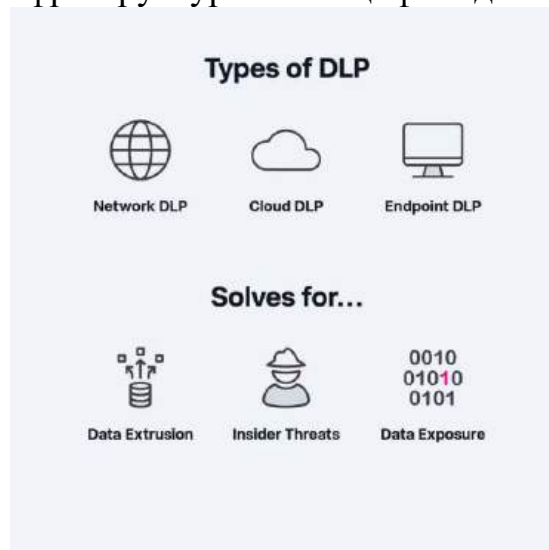 Types of DLP
Network DLP Cloud DLP Endpoint DLP
Solves for...
0010
01010
0101
Data Extrusion Insider Threats Data Exposure